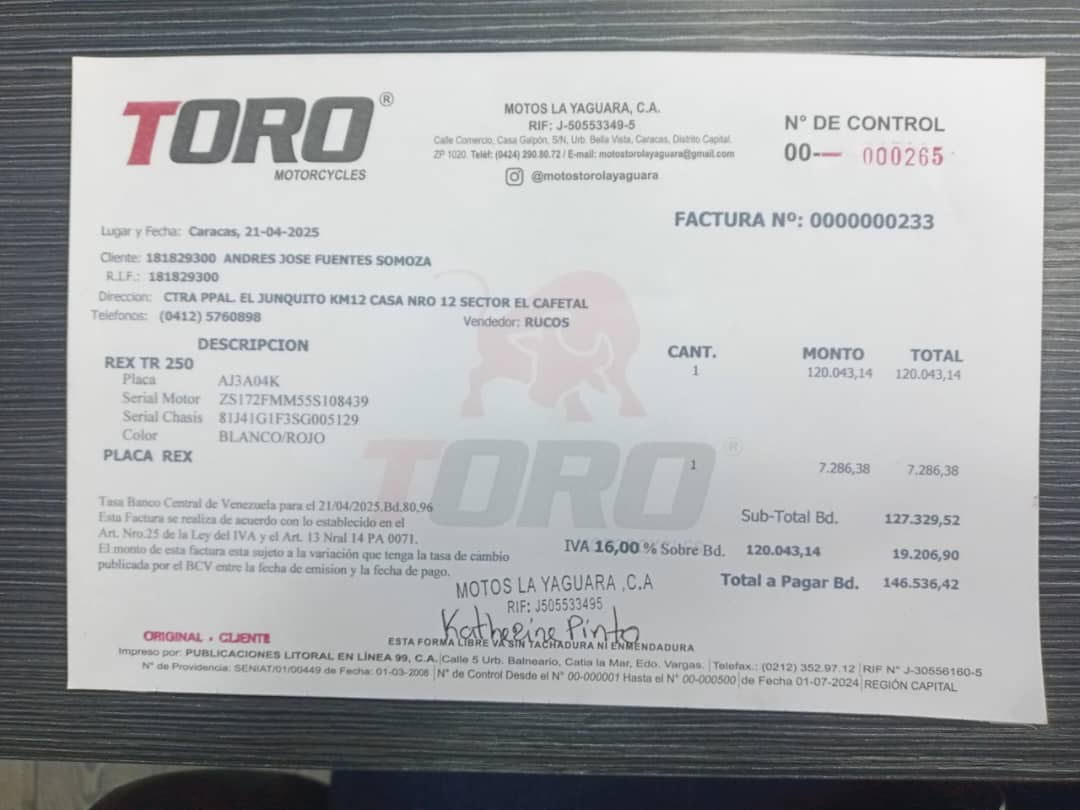 TORO®
MOTORCYCLES
MOTOS LA YAGUARA, C.A.
RIF: J-50553349-5
Calle Comercio, Casa Galpón, S/N, Urb. Bella Vista, Caracas, Distrito Capital.
ZP 1020. Teléf: (0424) 290.80.72 / E-mail: motostorolayaguara@gmail.com
@motostorolayaguara
N° DE CONTROL
00-— 000265
FACTURA Nº: 0000000233
Lugar y Fecha: Caracas, 21-04-2025
Cliente: 181829300 ANDRES JOSE FUENTES SOMOZA
R.I.F.: 181829300
Direccion: CTRA PPAL. EL JUNQUITO KM12 CASA NRO 12 SECTOR EL CAFETAL
Telefonos: (0412) 5760898 Vendedor: RUCOS
DESCRIPCION CANT. MONTO TOTAL
REX TR 250 1 120.043,14 120.043,14
Placa AJ3A04K
Serial Motor ZS172FMM55S108439
Serial Chasis 81J41G1F3SG005129
Color BLANCO/ROJO
PLACA REX 1 7.286,38 7.286,38
TORO®
Tasa Banco Central de Venezuela para el 21/04/2025.Bd.80,96
Esta Factura se realiza de acuerdo con lo establecido en el
Art. Nro.25 de la Ley del IVA y el Art. 13 Nral 14 PA 0071.
El monto de esta factura esta sujeto a la variación que tenga la tasa de cambio
publicada por el BCV entre la fecha de emision y la fecha de pago.
Sub-Total Bd. 127.329,52
IVA 16,00 % Sobre Bd. 120.043,14 19.206,90
Total a Pagar Bd. 146.536,42
MOTOS LA YAGUARA ,C.A
RIF: J505533495
Katherine Pinto
ORIGINAL - CLIENTE
ESTA FORMA LIBRE VA SIN TACHADURA NI ENMENDADURA
Impreso por: PUBLICACIONES LITORAL EN LÍNEA 99, C.A. Calle 5 Urb. Balneario, Catia la Mar, Edo. Vargas. Telefax.: (0212) 352.97.12 RIF N° J-30556160-5
N° de Providencia: SENIAT/01/00449 de Fecha: 01-03-2008 N° de Control Desde el N° 00-000001 Hasta el N° 00-000500 de Fecha 01-07-2024 REGIÓN CAPITAL